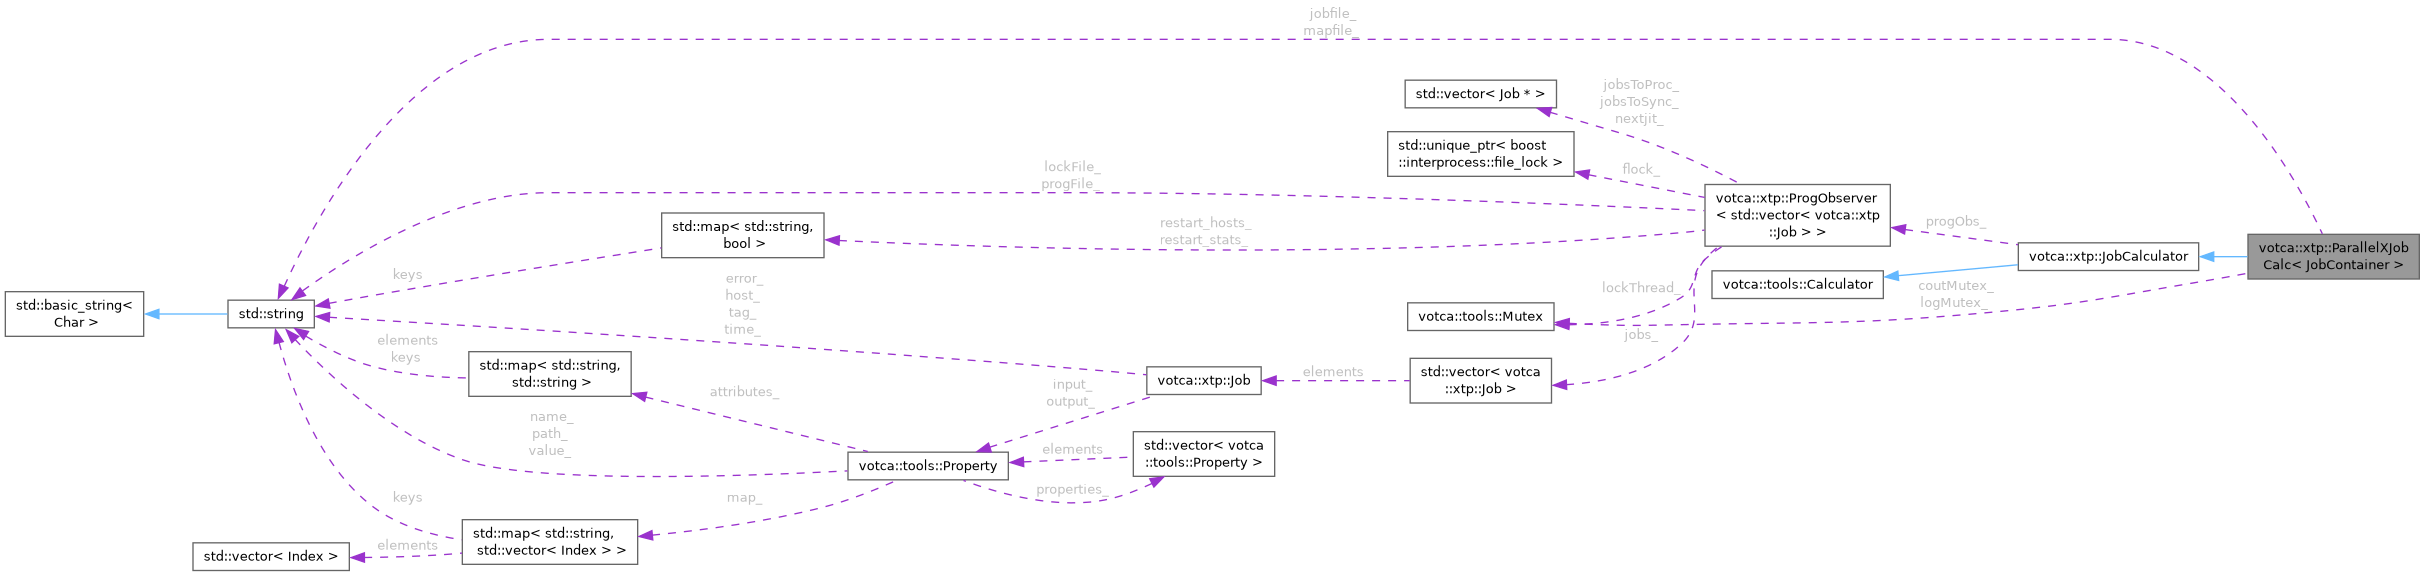 jobfile_
mapfile_
std::vector< Job * >
jobsToProc_
jobsToSync_
nextjit_
std::unique_ptr< boost
::interprocess::file_lock >
flock_
lockFile_
progFile_
votca::xtp::ProgObserver
< std::vector< votca::xtp
::Job > >
std::map< std::string,
bool >
restart_hosts_
restart_stats_
progObs_
votca::xtp::JobCalculator
votca::xtp::ParallelXJob
Calc< JobContainer >
keys
votca::tools::Calculator
coutMutex_
logMutex_
lockThread_
error_
host_
tag_
time_
std::basic_string<
Char >
std::string
votca::tools::Mutex
jobs_
elements
keys
std::map< std::string,
std::string >
attributes_
votca::xtp::Job
elements
std::vector< votca
::xtp::Job >
input_
output_
name_
path_
value_
votca::tools::Property
elements
std::vector< votca
::tools::Property >
properties_
keys
map_
std::map< std::string,
std::vector< Index > >
elements
std::vector< Index >